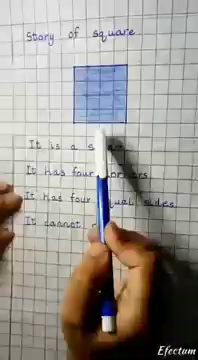 Story of square
It is a
It has four
It has four sides
It cannot
Efectum